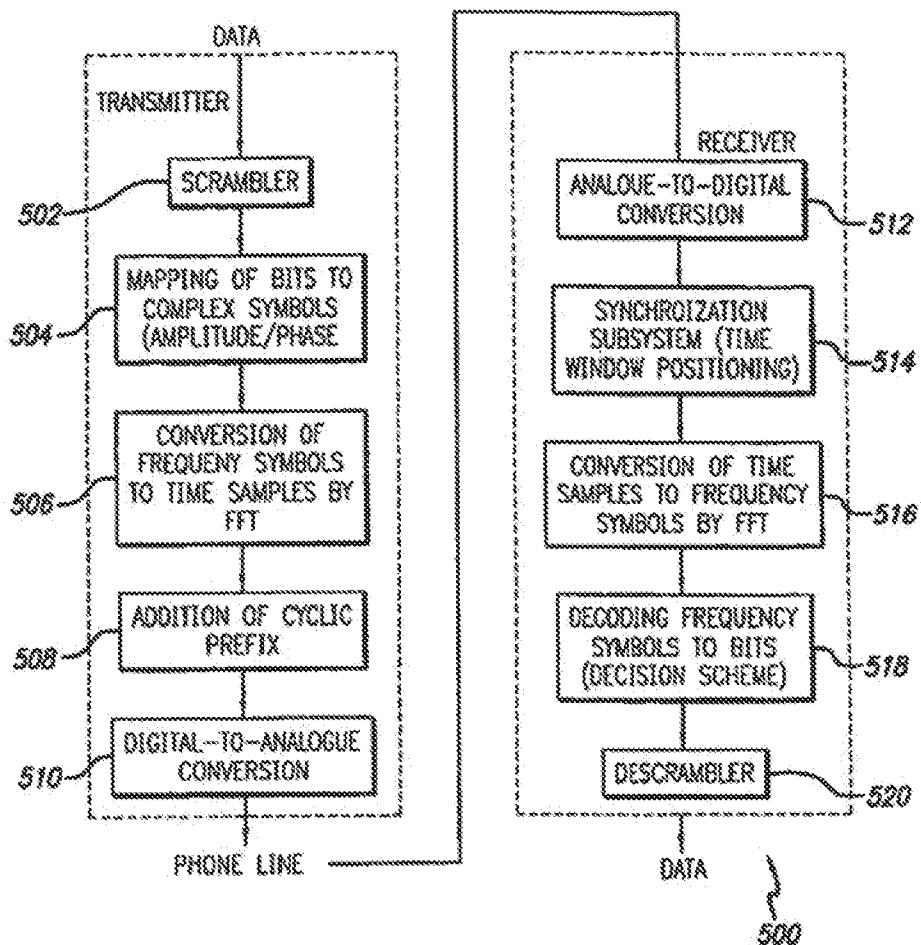 DATA
TRANSMITTER
SCRAMBLER
502
MAPPING OF BITS TO
COMPLEX SYMBOLS
(AMPLITUDE/PHASE
504
CONVERSION OF
FREQUENY SYMBOLS
TO TIME SAMPLES BY
FFT
506
ADDITION OF CYCLIC
PREFIX
508
DIGITAL-TO-ANALOGUE
CONVERSION
510
PHONE LINE
RECEIVER
ANALOUE-TO-DIGITAL
CONVERSION
512
SYNCHROIZATION
SUBSYSTEM (TIME
WINDOW POSITIONING)
514
CONVERSION OF TIME
SAMPLES TO FREQUENCY
SYMBOLS BY FFT
516
DECODING FREQUENCY
SYMBOLS TO BITS
(DECISION SCHEME)
518
DESCRAMBLER
520
DATA
500